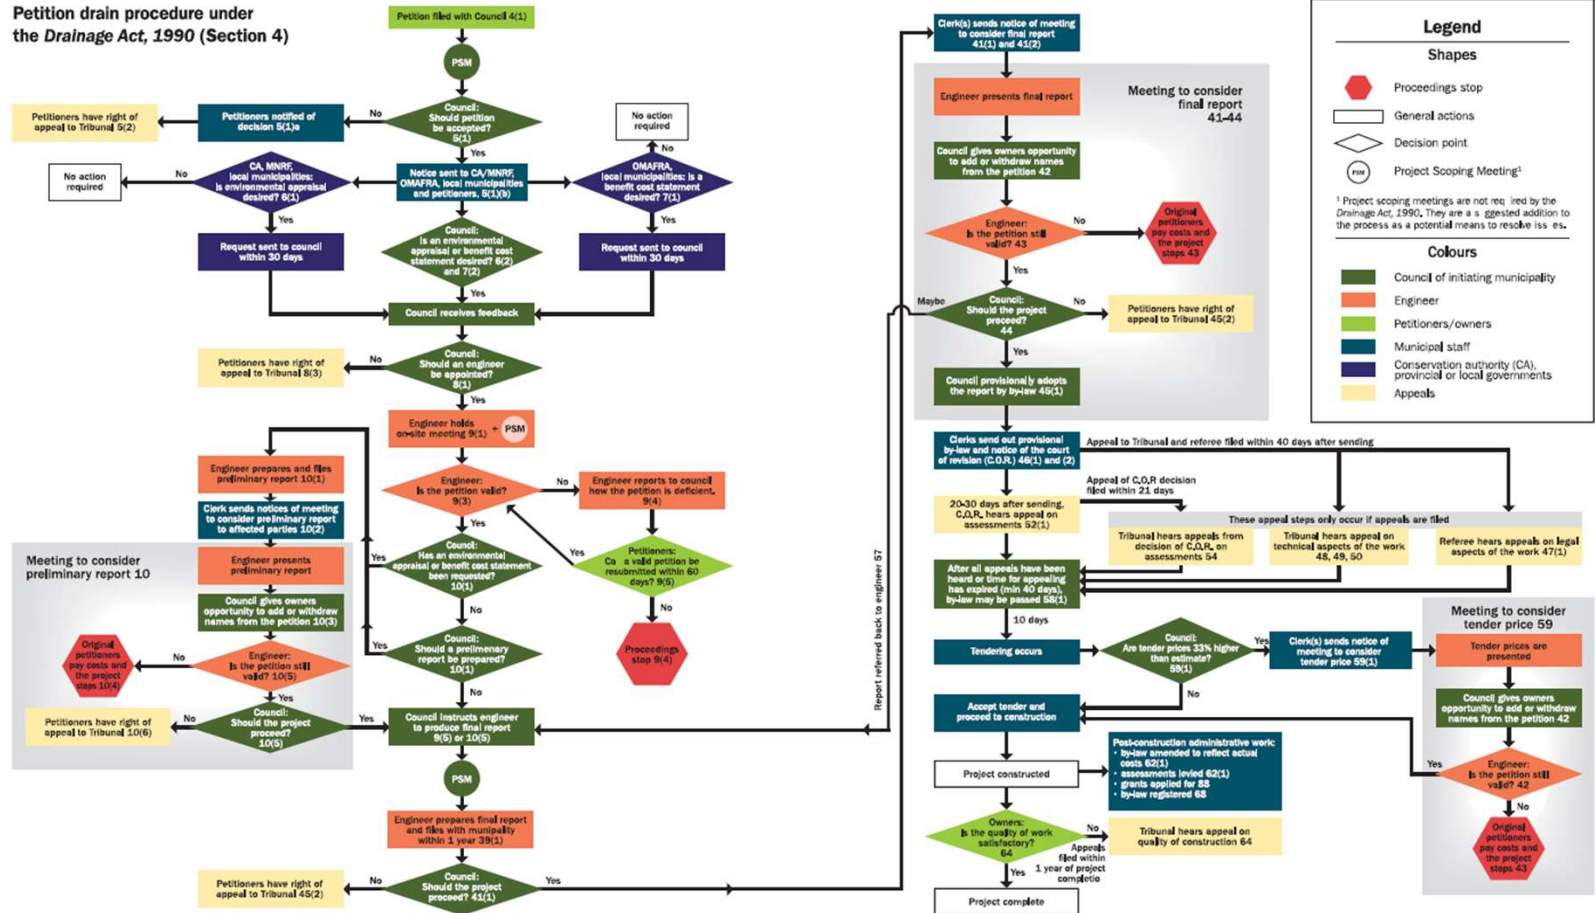 Petition drain procedure under
the Drainage Act, 1990 (Section 4)
Petition filed with Council 4(1)
PSM
Council:
Should petition
be accepted?
5(1)
No
Petitioners notified of
decision 5(1)a
Petitioners have right of
appeal to Tribunal 5(2)
Yes
Notice sent to CA/MNRF,
OMAFRA, local municipalities
and petitioners. 5(1)(b)
CA, MNRF,
local municipalities:
Is environmental appraisal
desired? 6(1)
No
No action
required
Yes
Request sent to council
within 30 days
OMAFRA,
local municipalities: Is a
benefit cost statement
desired? 7(1)
No
No action
required
Yes
Request sent to council
within 30 days
Council:
Is an environmental
appraisal or benefit cost
statement desired? 6(2)
and 7(2)
Yes
Council receives feedback
Council:
Should an engineer
be appointed?
8(1)
No
Petitioners have right of
appeal to Tribunal 8(3)
Yes
Engineer holds
on-site meeting 9(1) + PSM
Engineer:
Is the petition valid?
9(3)
No
Engineer reports to council
how the petition is deficient.
9(4)
Petitioners:
Ca a valid petition be
resubmitted within 60
days? 9(5)
Yes
No
Proceedings
stop 9(4)
Yes
Council:
Has an environmental
appraisal or benefit cost statement
been requested?
10(1)
Yes
No
Council:
Should a prelimenary
report be prepared?
10(1)
Yes
No
Engineer prepares and files
preliminary report 10(1)
Clerk sends notices of meeting
to consider preliminary report
to affected parties 10(2)
Meeting to consider
preliminary report 10
Engineer presents
preliminary report
Council gives owners
opportunity to add or withdraw
names from the petition 10(3)
Engineer:
Is the petition still
valid? 10(5)
No
Original
petitioners
pay costs and
the project
stops 10(4)
Yes
Council:
Should the project
proceed?
10(5)
No
Petitioners have right of
appeal to Tribunal 10(6)
Yes
Council instructs engineer
to produce final report
9(5) or 10(5)
PSM
Engineer prepares final report
and files with munipality
within 1 year 39(1)
Council:
Should the project
proceed? 41(1)
No
Petitioners have right of
appeal to Tribunal 45(2)
Yes
Clerk(s) sends notice of meeting
to consider final report
41(1) and 41(2)
Meeting to consider
final report
41-44
Engineer presents final report
Council gives owners opportunity
to add or withdraw names
from the petition 42
Engineer:
Is the petition still
valid? 43
No
Original
petitioners
pay costs and
the project
stops 43
Yes
Council:
Should the project
proceed?
44
Maybe
Report referred back to engineer 57
No
Petitioners have right of
appeal to Tribunal 45(2)
Yes
Council provisionally adopts
the report by by-law 45(1)
Clerks send out provisional
by-law and notice of the court
of revision (C.O.R.) 46(1) and (2)
Appeal to Tribunal and referee filed within 40 days after sending
20-30 days after sending,
C.O.R. hears appeal on
assessments 52(1)
Appeal of C.O.R decision
filed within 21 days
These appeal steps only occur if appeals are filed
Tribunal hears appeals from
decision of C.O.R. on
assessments 54
Tribunal hears appeal on
technical aspects of the work
48, 49, 50
Referee hears appeals on legal
aspects of the work 47(1)
After all appeals have been
heard or time for appealing
has expired (min 40 days),
by-law may be passed 58(1)
10 days
Tendering occurs
Council:
Are tender prices 33% higher
than estimate?
59(1)
Yes
Clerk(s) sends notice of
meeting to consider
tender price 59(1)
No
Meeting to consider
tender price 59
Tender prices are
presented
Council gives owners
opportunity to add or withdraw
names from the petition 42
Engineer:
Is the petition still
valid? 42
Yes
No
Original
petitioners
pay costs and
the project
stops 43
Accept tender and
proceed to construction
Project constructed
Post-construction administrative work:
• by-law amended to reflect actual
costs 62(1)
• assessments levied 62(1)
• grants applied for 88
• by-law registered 68
Owners:
Is the quality of work
satisfactory?
64
No
Appeals
filed within
1 year of project
completio
Tribunal hears appeal on
quality of construction 64
Yes
Project complete
Legend
Shapes
Proceedings stop
General actions
Decision point
PSM
Project Scoping Meeting¹
¹ Project scoping meetings are not req ired by the
Drainage Act, 1990. They are a s ggested addition to
the process as a potential means to resolve iss es.
Colours
Council of initiating municipality
Engineer
Petitioners/owners
Municipal staff
Conservation authority (CA),
provincial or local governments
Appeals